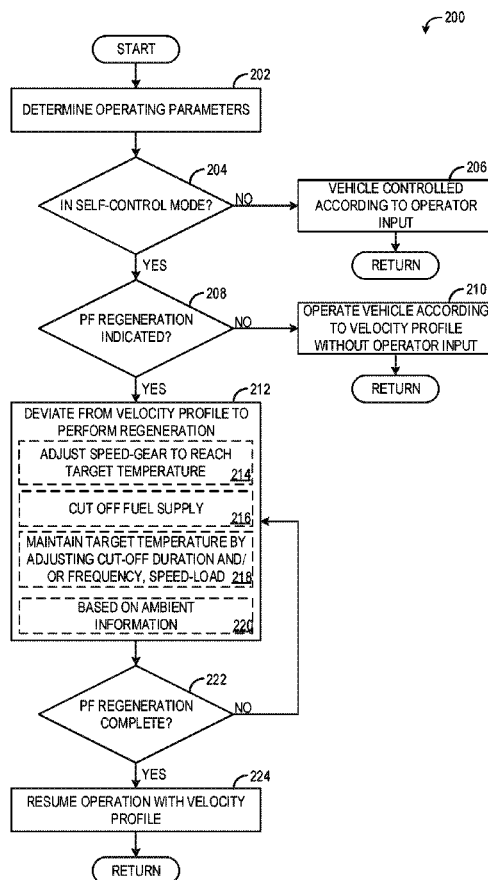 200
START
202
DETERMINE OPERATING PARAMETERS
204
IN SELF-CONTROL MODE?
NO
206
VEHICLE CONTROLLED
ACCORDING TO OPERATOR
INPUT
RETURN
YES
208
PF REGENERATION
INDICATED?
NO
210
OPERATE VEHICLE ACCORDING
TO VELOCITY PROFILE
WITHOUT OPERATOR INPUT
RETURN
YES
212
DEVIATE FROM VELOCITY PROFILE TO
PERFORM REGENERATION
ADJUST SPEED-GEAR TO REACH
TARGET TEMPERATURE
214
CUT OFF FUEL SUPPLY
216
MAINTAIN TARGET TEMPERATURE BY
ADJUSTING CUT-OFF DURATION AND/
OR FREQUENCY, SPEED-LOAD 218
BASED ON AMBIENT
INFORMATION
220
222
PF REGENERATION
COMPLETE?
NO
YES
224
RESUME OPERATION WITH VELOCITY
PROFILE
RETURN